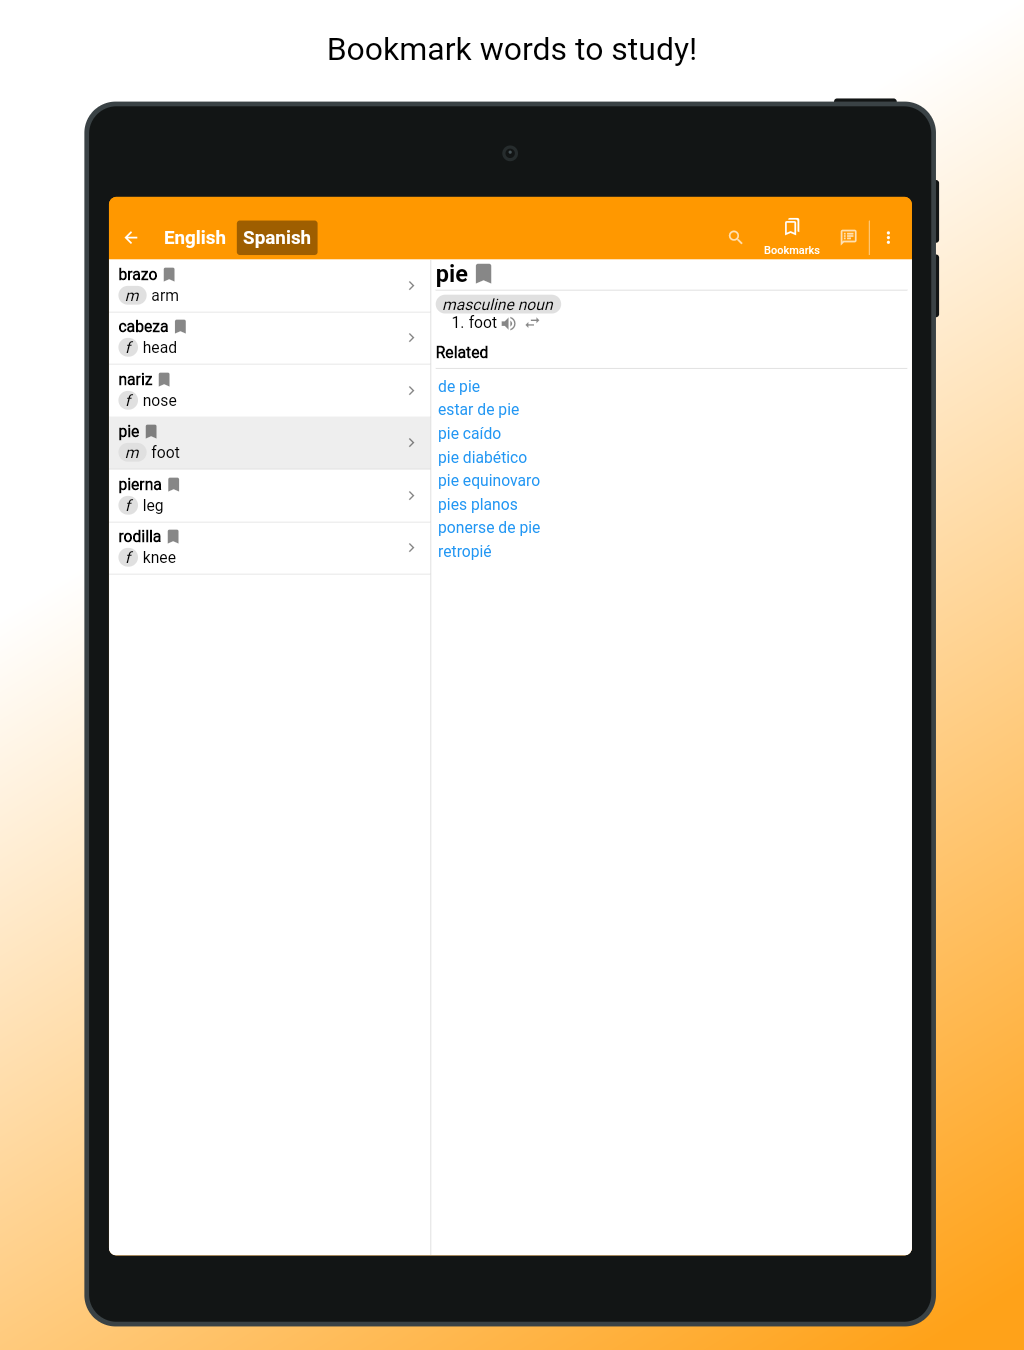 Bookmark words to study!
English Spanish
Bookmarks
brazo
m arm
cabeza
f head
nariz
f nose
pie
m foot
pierna
f leg
rodilla
f knee
pie
masculine noun
1. foot
Related
de pie
estar de pie
pie caído
pie diabético
pie equinovaro
pies planos
ponerse de pie
retropié